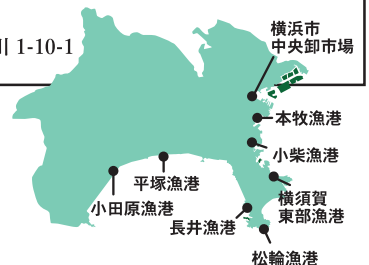 川 1-10-1
横浜市
中央卸市場
本牧漁港
小柴漁港
平塚漁港
横須賀
東部漁港
小田原漁港
長井漁港
松輪漁港